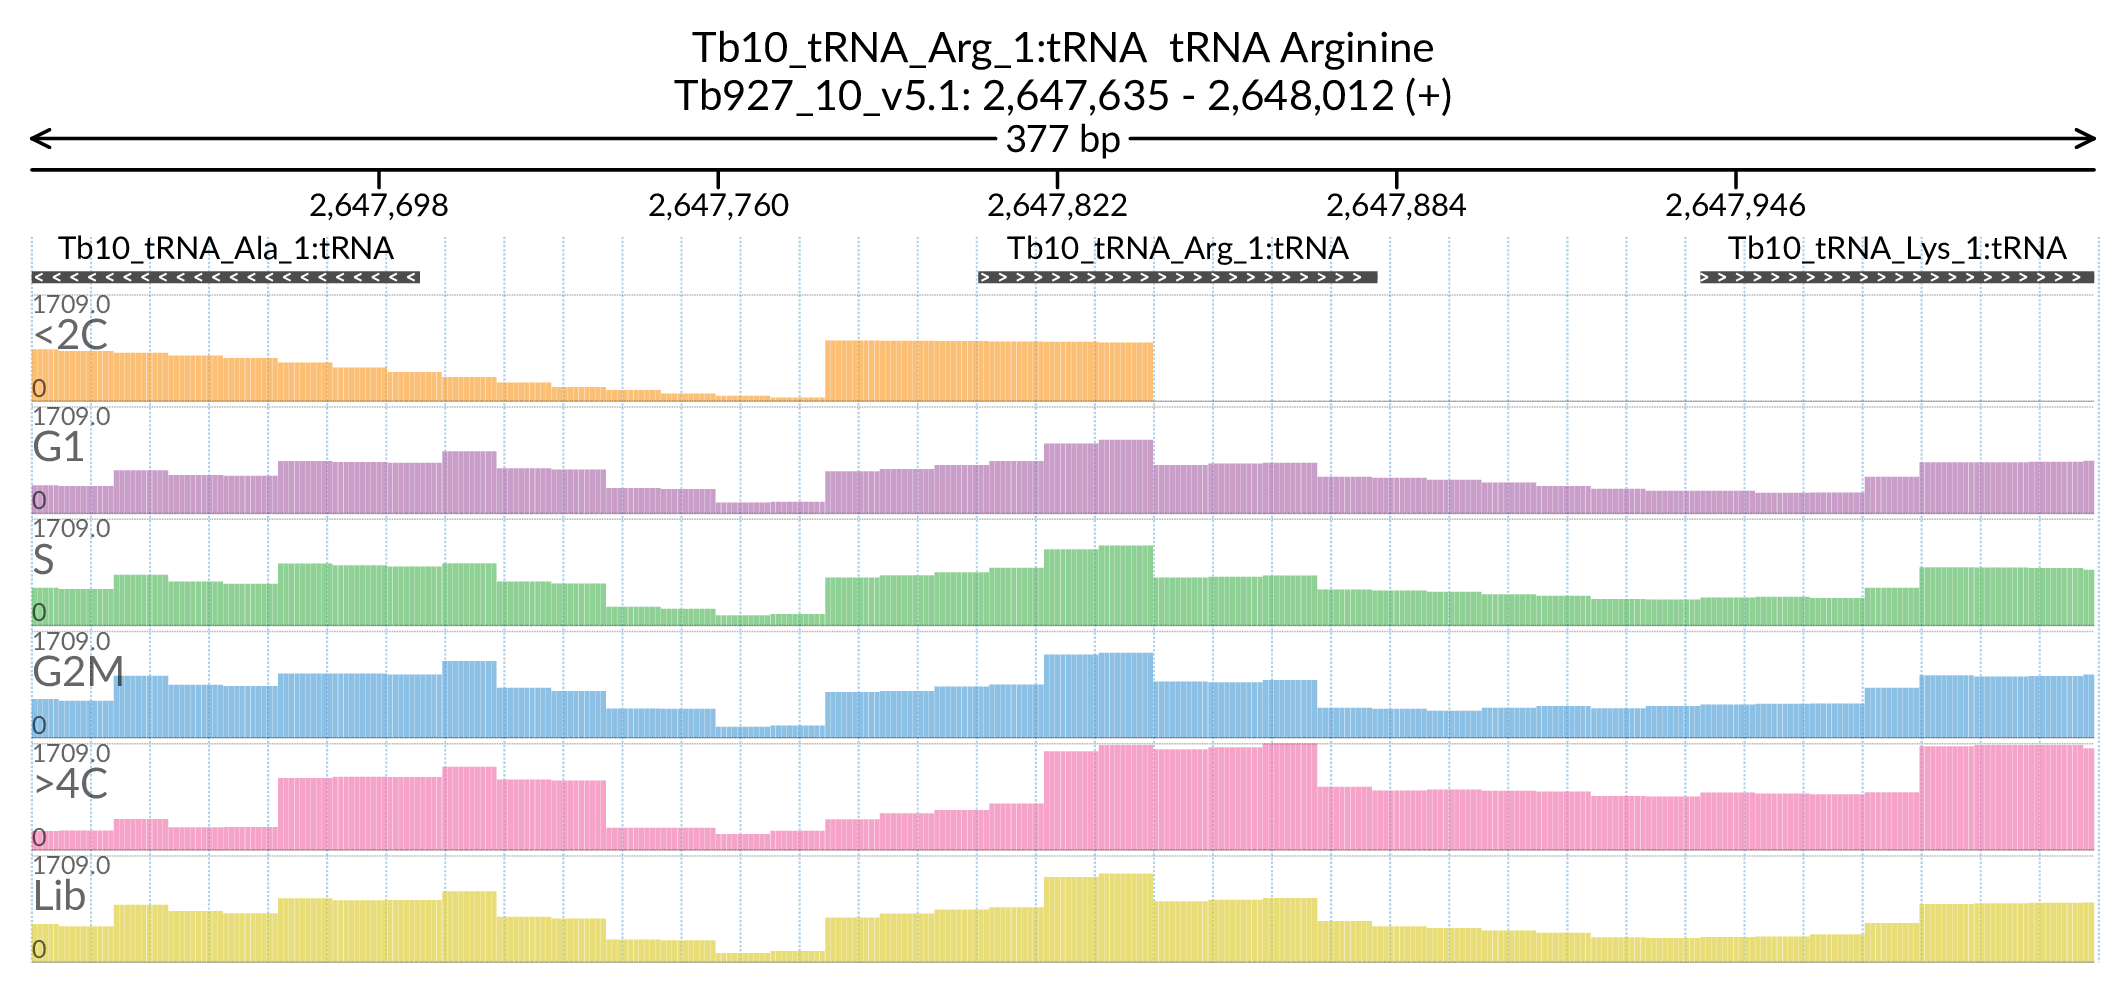 Tb10_tRNA_Arg_1:tRNA  tRNA Arginine
Tb927_10_v5.1: 2,647,635 - 2,648,012 (+)
377 bp
2,647,698 2,647,760 2,647,822 2,647,884 2,647,946
Tb10_tRNA_Ala_1:tRNA Tb10_tRNA_Arg_1:tRNA Tb10_tRNA_Lys_1:tRNA
1709.0
<2C
0
1709.0
G1
0
1709.0
S
0
1709.0
G2M
0
1709.0
>4C
0
1709.0
Lib
0